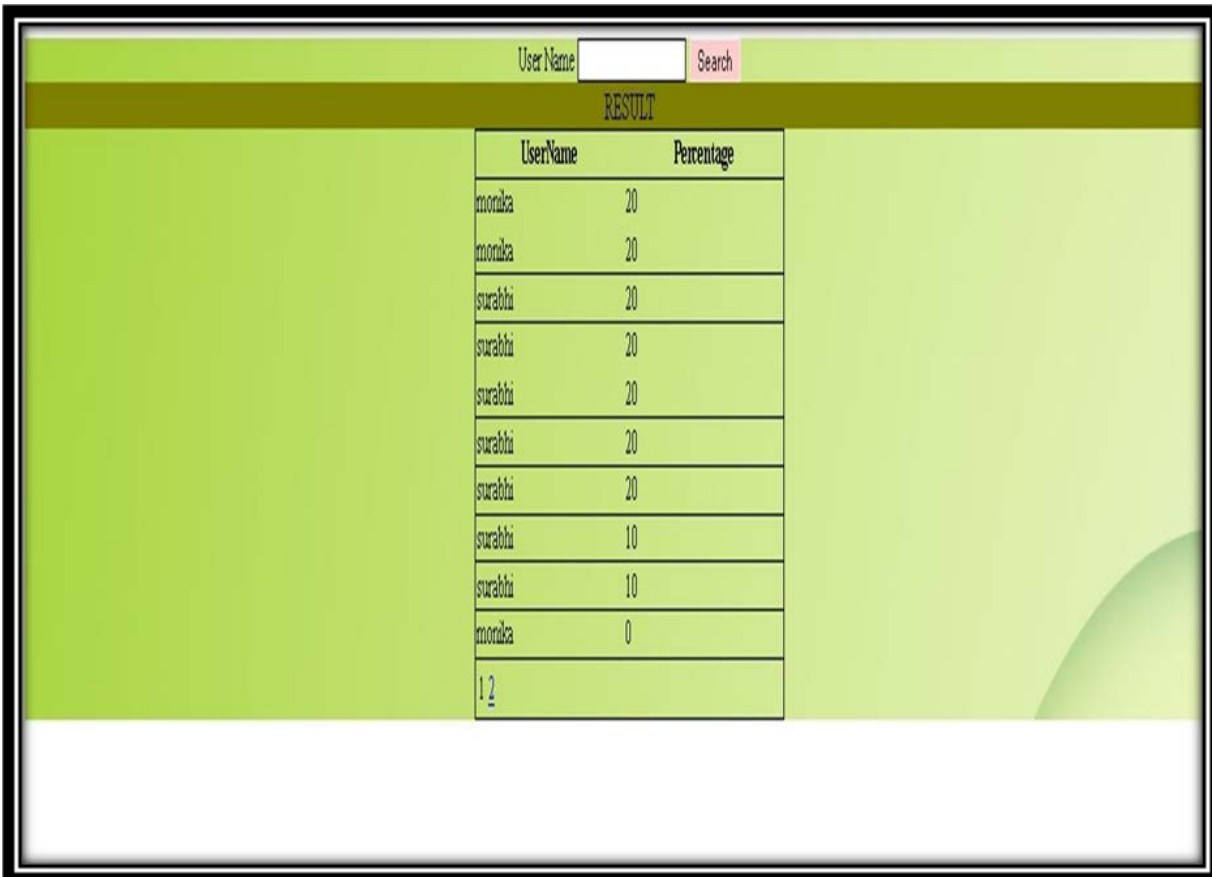 User Name Search
RESULT
UserName Percentage
monika 20
monika 20
surabhi 20
surabhi 20
surabhi 20
surabhi 20
surabhi 20
surabhi 10
surabhi 10
monika 0
1 2